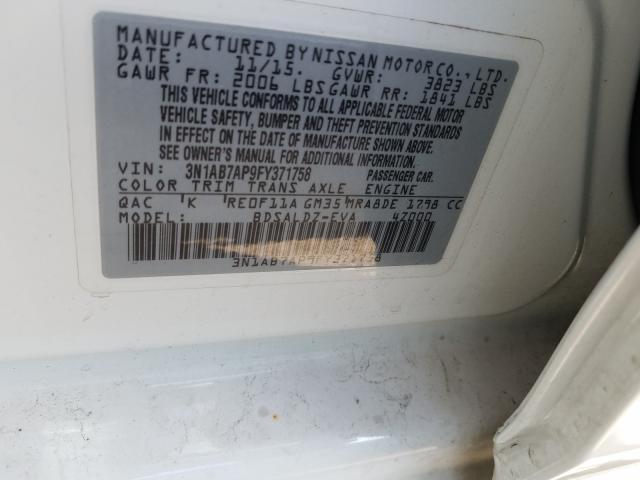 MANUFACTURED BY NISSAN MOTOR CO., LTD.
DATE: 11/15. GVWR: 3823 LBS
GAWR FR: 2006 LBS GAWR RR: 1841 LBS
THIS VEHICLE CONFORMS TO ALL APPLICABLE FEDERAL MOTOR
VEHICLE SAFETY, BUMPER AND THEFT PREVENTION STANDARDS
IN EFFECT ON THE DATE OF MANUFACTURE SHOWN ABOVE.
SEE OWNER'S MANUAL FOR ADDITIONAL INFORMATION.
VIN: 3N1AB7AP9FY371758 PASSENGER CAR
COLOR TRIM TRANS AXLE ENGINE
QAC K RE0F11A GM35 MRA8DE 1798 CC
BDSALDZ-EVA 4Z000
3N1AB7AP9FY371758